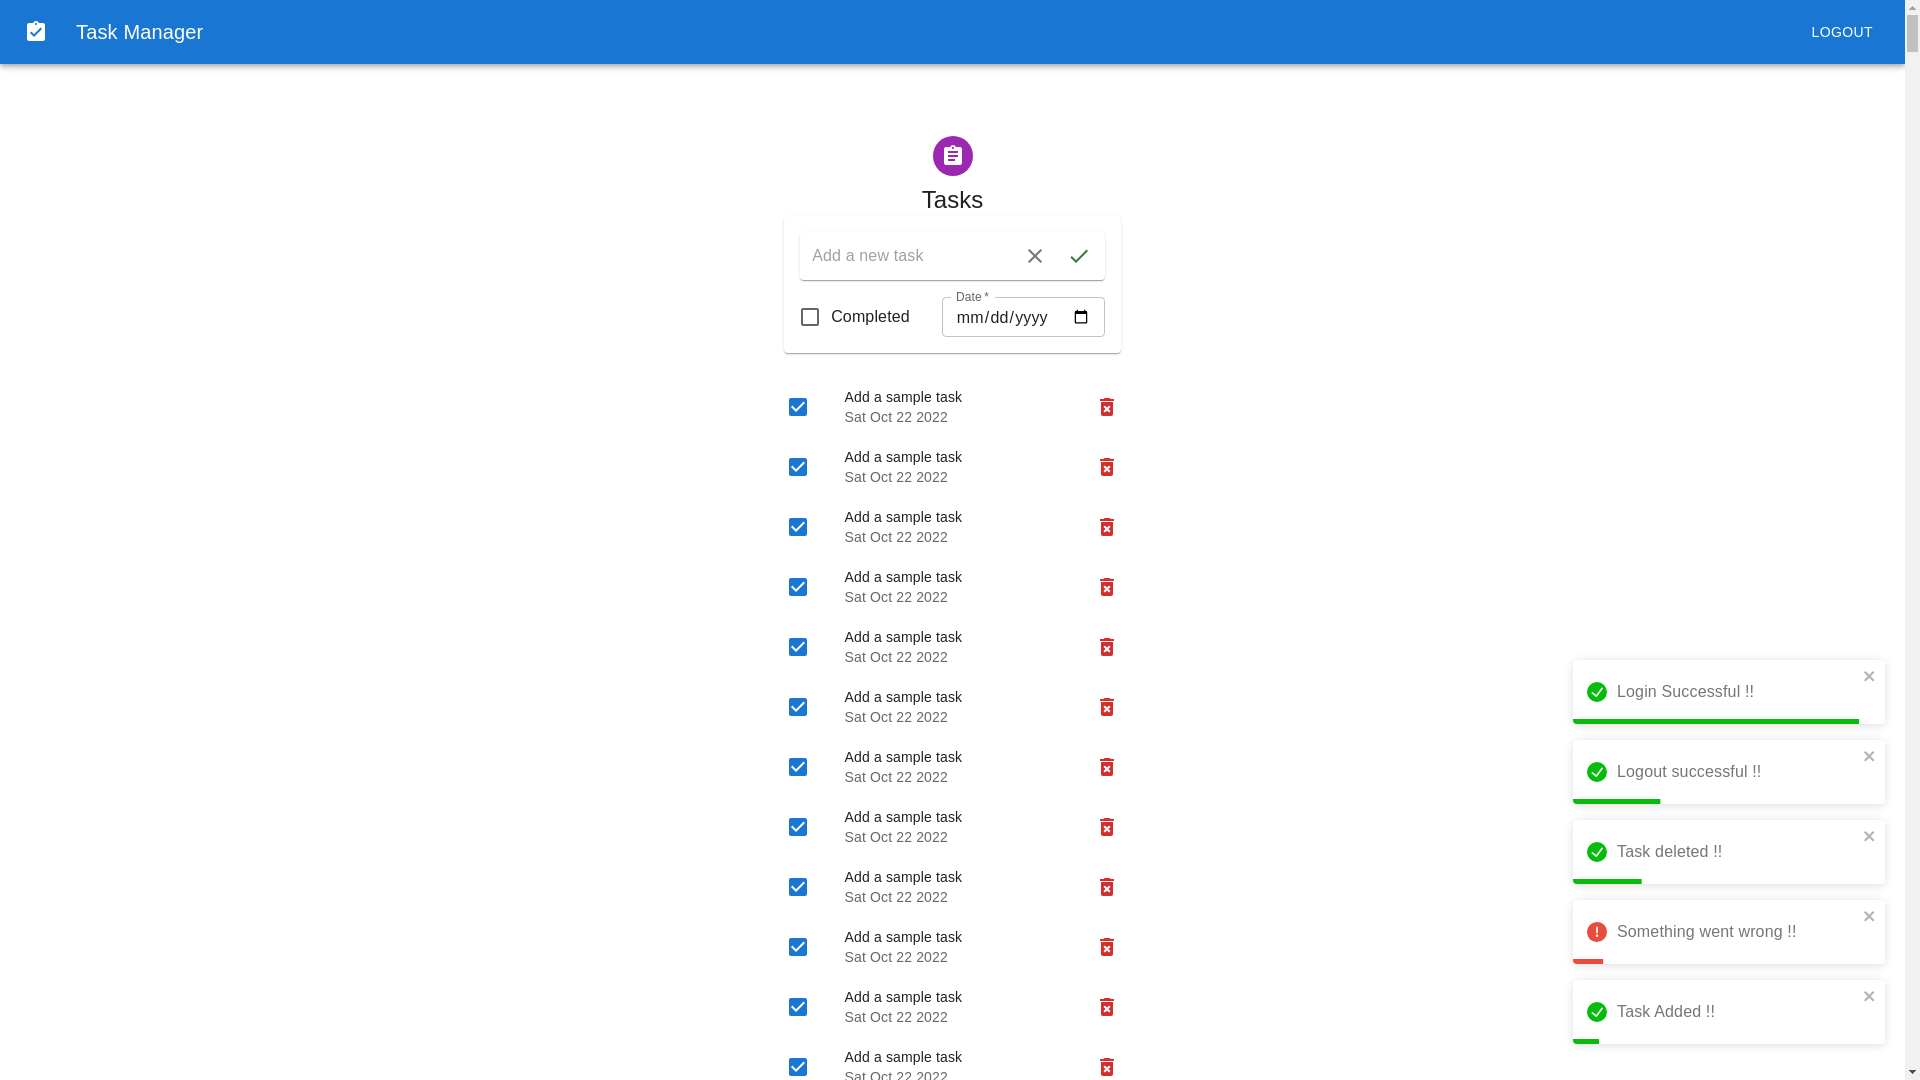 Task Manager
LOGOUT
Tasks
Add a new task
Date *
Completed
mm/dd/yyyy
Add a sample task
Sat Oct 22 2022
Add a sample task
Sat Oct 22 2022
Add a sample task
Sat Oct 22 2022
Add a sample task
Sat Oct 22 2022
Add a sample task
Sat Oct 22 2022
Add a sample task
Sat Oct 22 2022
Add a sample task
Sat Oct 22 2022
Add a sample task
Sat Oct 22 2022
Add a sample task
Sat Oct 22 2022
Add a sample task
Sat Oct 22 2022
Add a sample task
Sat Oct 22 2022
Add a sample task
Sat Oct 22 2022
Login Successful !!
Logout successful !!
Task deleted !!
Something went wrong !!
Task Added !!